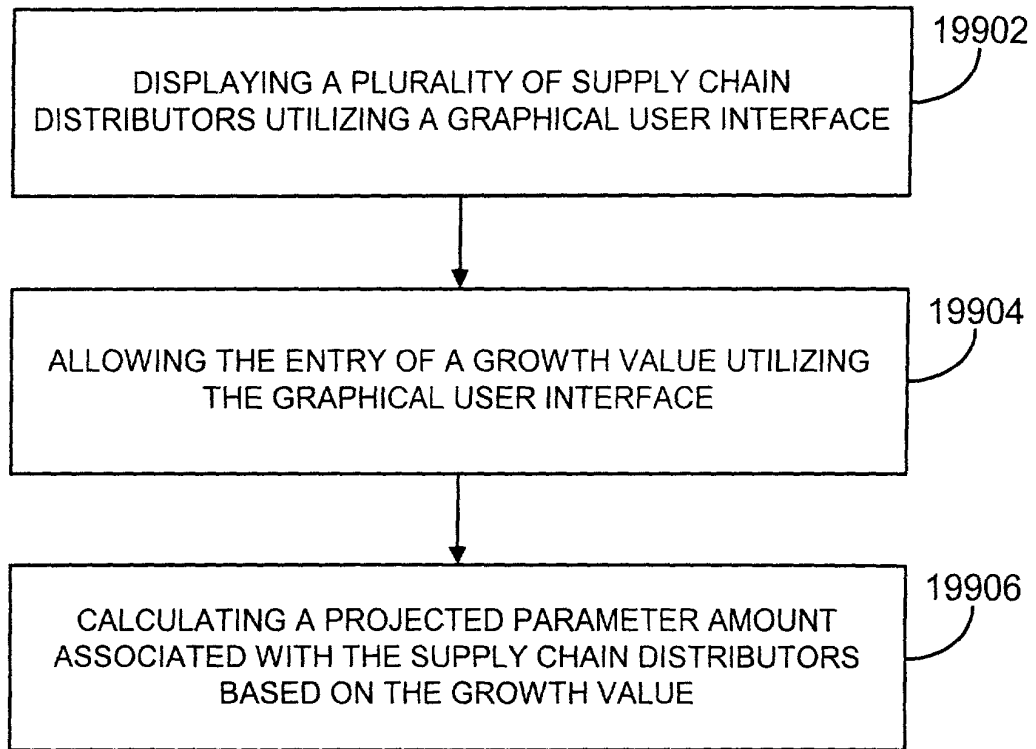 19902
DISPLAYING A PLURALITY OF SUPPLY CHAIN
DISTRIBUTORS UTILIZING A GRAPHICAL USER INTERFACE
19904
ALLOWING THE ENTRY OF A GROWTH VALUE UTILIZING
THE GRAPHICAL USER INTERFACE
19906
CALCULATING A PROJECTED PARAMETER AMOUNT
ASSOCIATED WITH THE SUPPLY CHAIN DISTRIBUTORS
BASED ON THE GROWTH VALUE